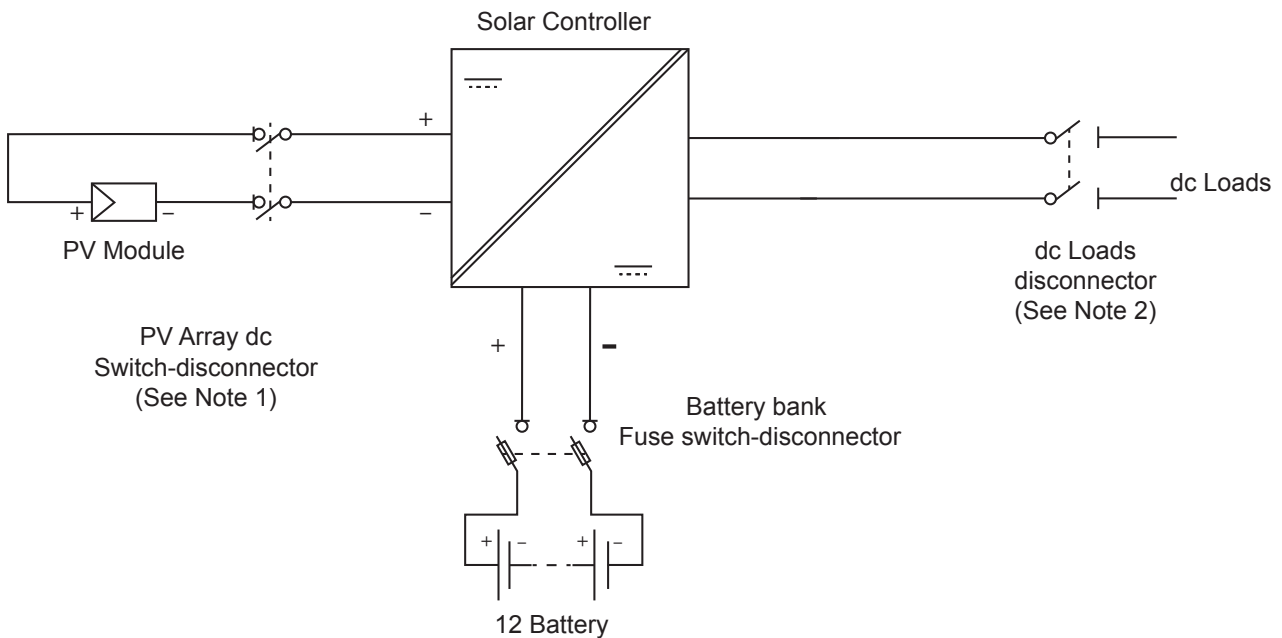 Solar Controller
+
−
+ −
PV Module
dc Loads
dc Loads
disconnector
(See Note 2)
PV Array dc
Switch-disconnector
(See Note 1)
+ −
Battery bank
Fuse switch-disconnector
+ − + −
12 Battery